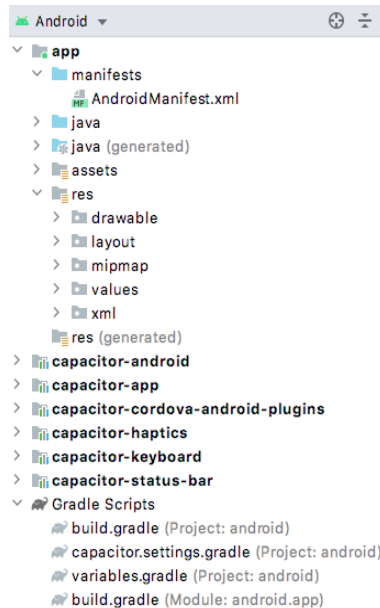 Android
app
manifests
MF AndroidManifest.xml
java
java (generated)
assets
res
drawable
layout
mipmap
values
xml
res (generated)
capacitor-android
capacitor-app
capacitor-cordova-android-plugins
capacitor-haptics
capacitor-keyboard
capacitor-status-bar
Gradle Scripts
build.gradle (Project: android)
capacitor.settings.gradle (Project: android)
variables.gradle (Project: android)
build.gradle (Module: android.app)